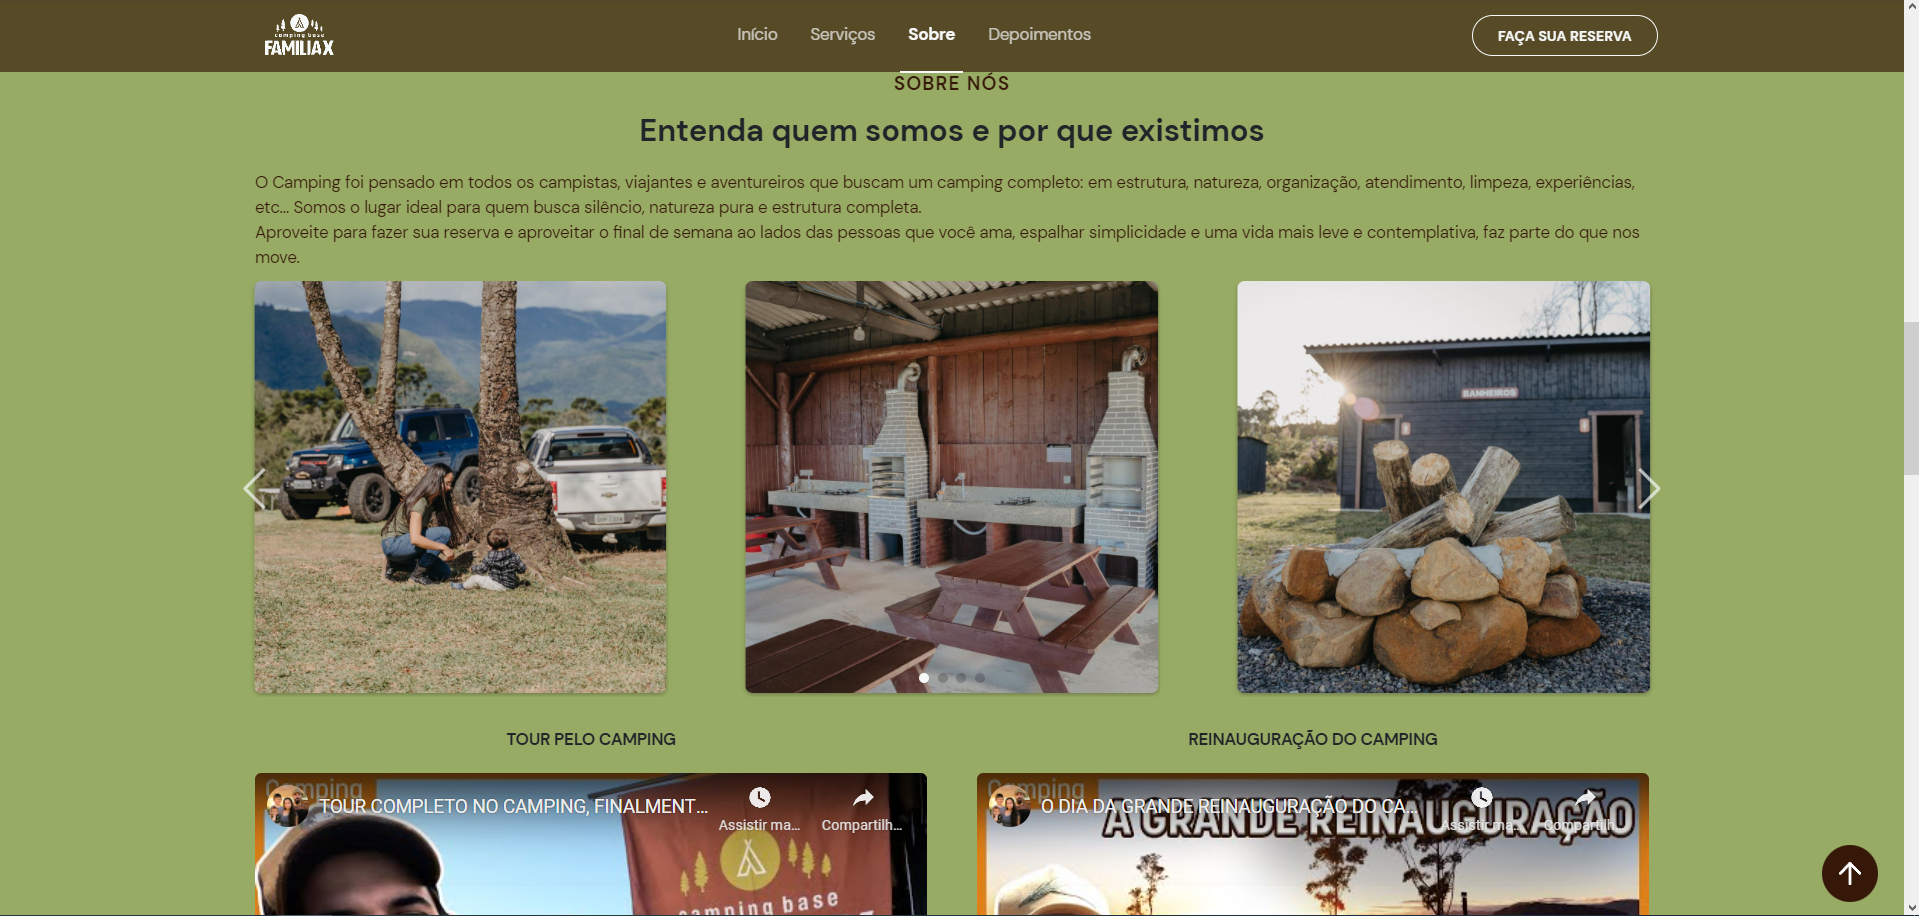 camping base
FAMILIAX
Início
Serviços
Sobre
Depoimentos
FAÇA SUA RESERVA
SOBRE NÓS
Entenda quem somos e por que existimos
O Camping foi pensado em todos os campistas, viajantes e aventureiros que buscam um camping completo: em estrutura, natureza, organização, atendimento, limpeza, experiências,
etc... Somos o lugar ideal para quem busca silêncio, natureza pura e estrutura completa.
Aproveite para fazer sua reserva e aproveitar o final de semana ao lados das pessoas que você ama, espalhar simplicidade e uma vida mais leve e contemplativa, faz parte do que nos
move.
BANHEIROS
TOUR PELO CAMPING
REINAUGURAÇÃO DO CAMPING
Camping
TOUR COMPLETO NO CAMPING, FINALMENT...
Assistir ma...
Compartilh...
camping base
Camping
O DIA DA GRANDE REINAUGURAÇÃO DO CA...
Assistir ma...
Compartilh...
A GRANDE REINAUGURAÇÃO